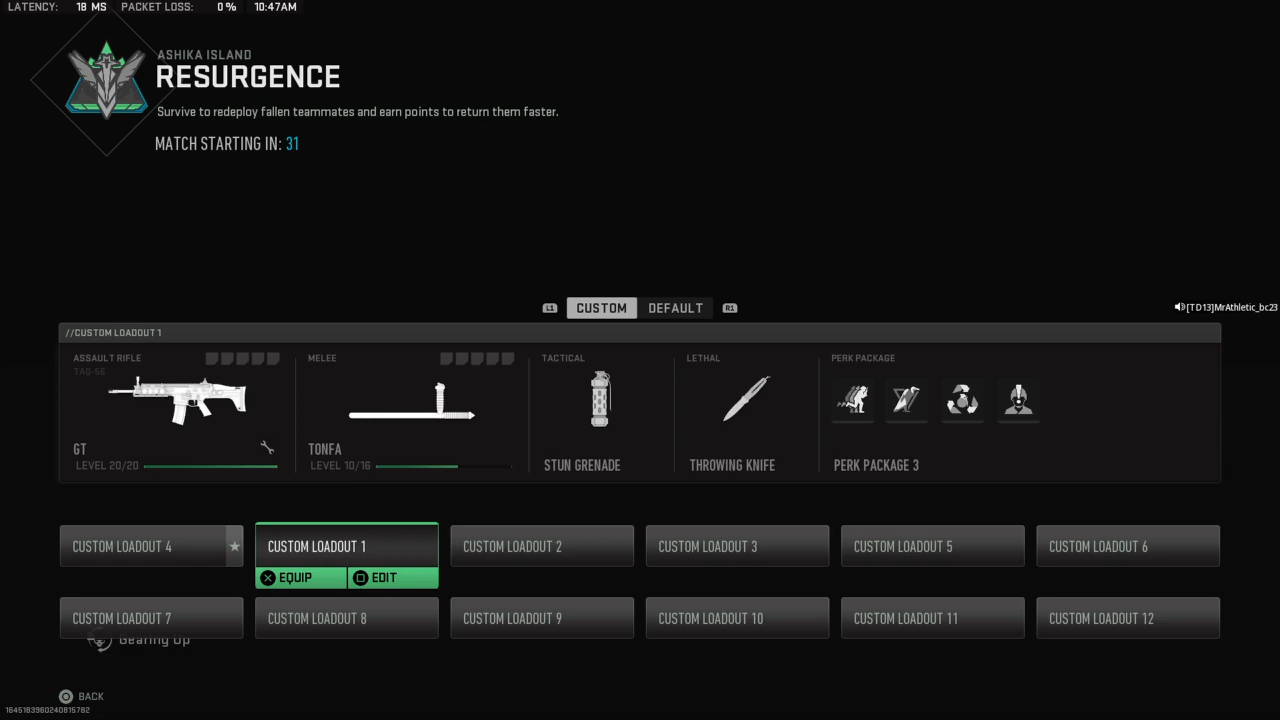 LATENCY: 18 MS PACKET LOSS: 0 % 10:47AM
ASHIKA ISLAND
RESURGENCE
Survive to redeploy fallen teammates and earn points to return them faster.
MATCH STARTING IN: 31
[TD13]MrAthletic_bc23
L1 CUSTOM DEFAULT R1
//CUSTOM LOADOUT 1
ASSAULT RIFLE MELEE TACTICAL LETHAL PERK PACKAGE
TAQ-56
GT TONFA STUN GRENADE THROWING KNIFE PERK PACKAGE 3
LEVEL 20/20 LEVEL 10/16
CUSTOM LOADOUT 4 CUSTOM LOADOUT 1 CUSTOM LOADOUT 2 CUSTOM LOADOUT 3 CUSTOM LOADOUT 5 CUSTOM LOADOUT 6
EQUIP EDIT
CUSTOM LOADOUT 7 CUSTOM LOADOUT 8 CUSTOM LOADOUT 9 CUSTOM LOADOUT 10 CUSTOM LOADOUT 11 CUSTOM LOADOUT 12
Gearing Up
BACK
1645183960240815782